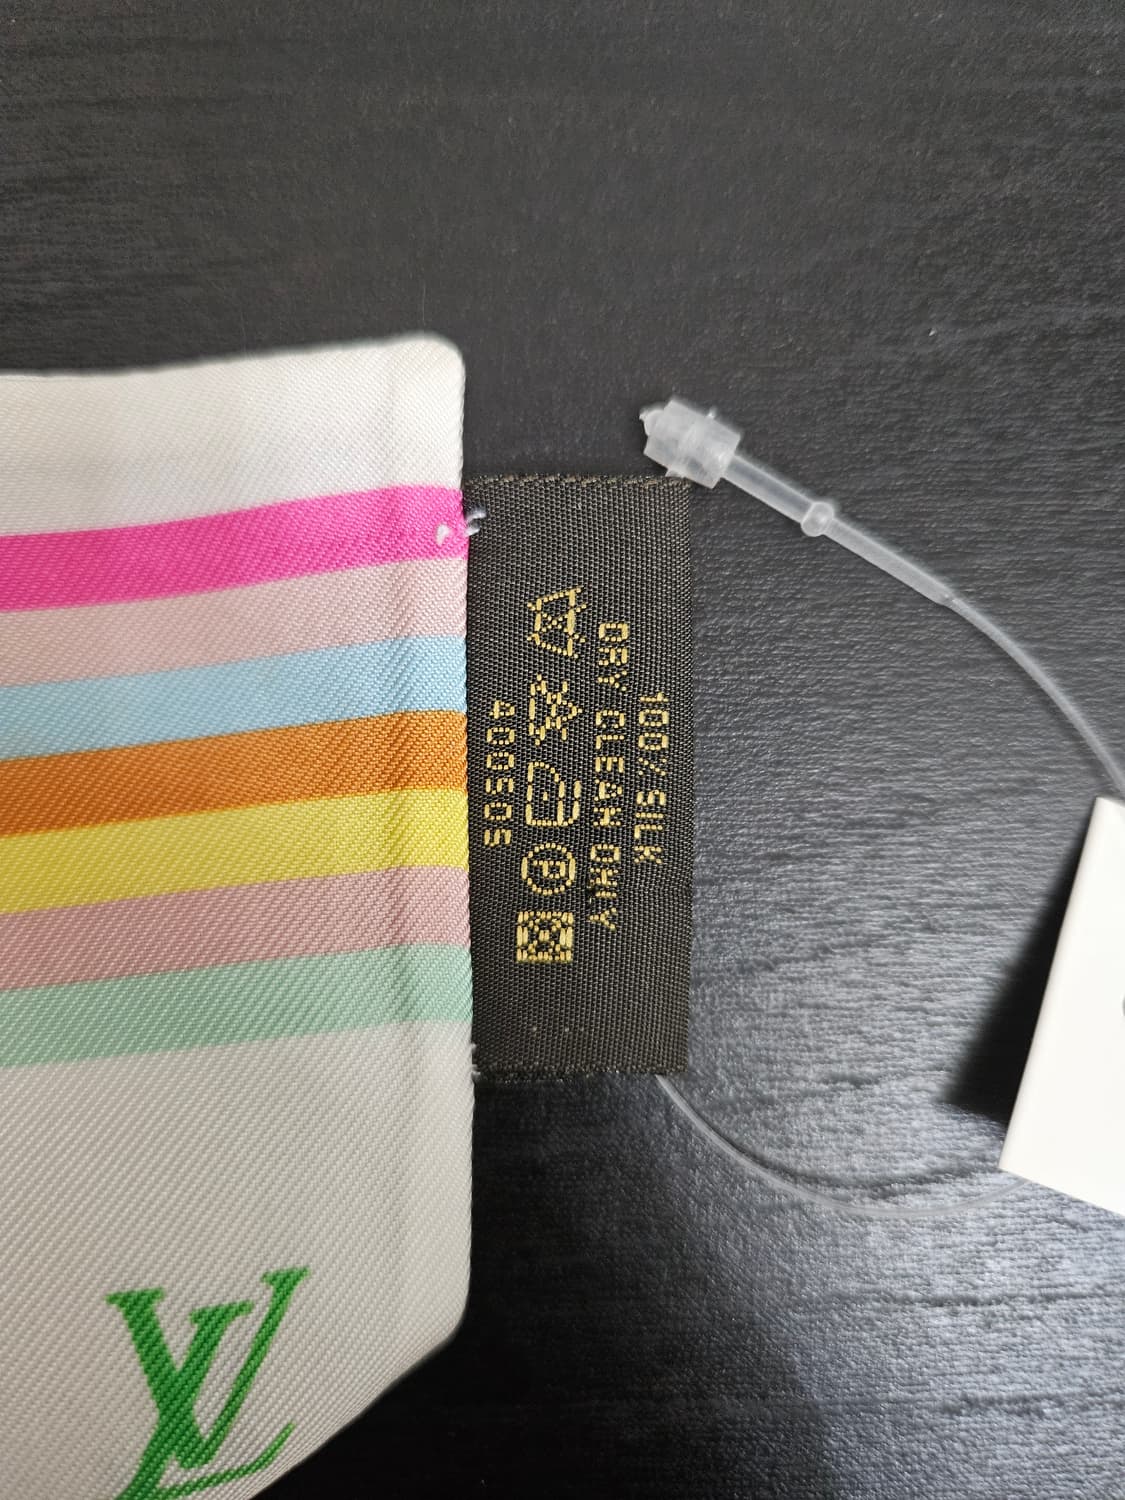 100% SILK
DRY CLEAN ONLY
400505
LV